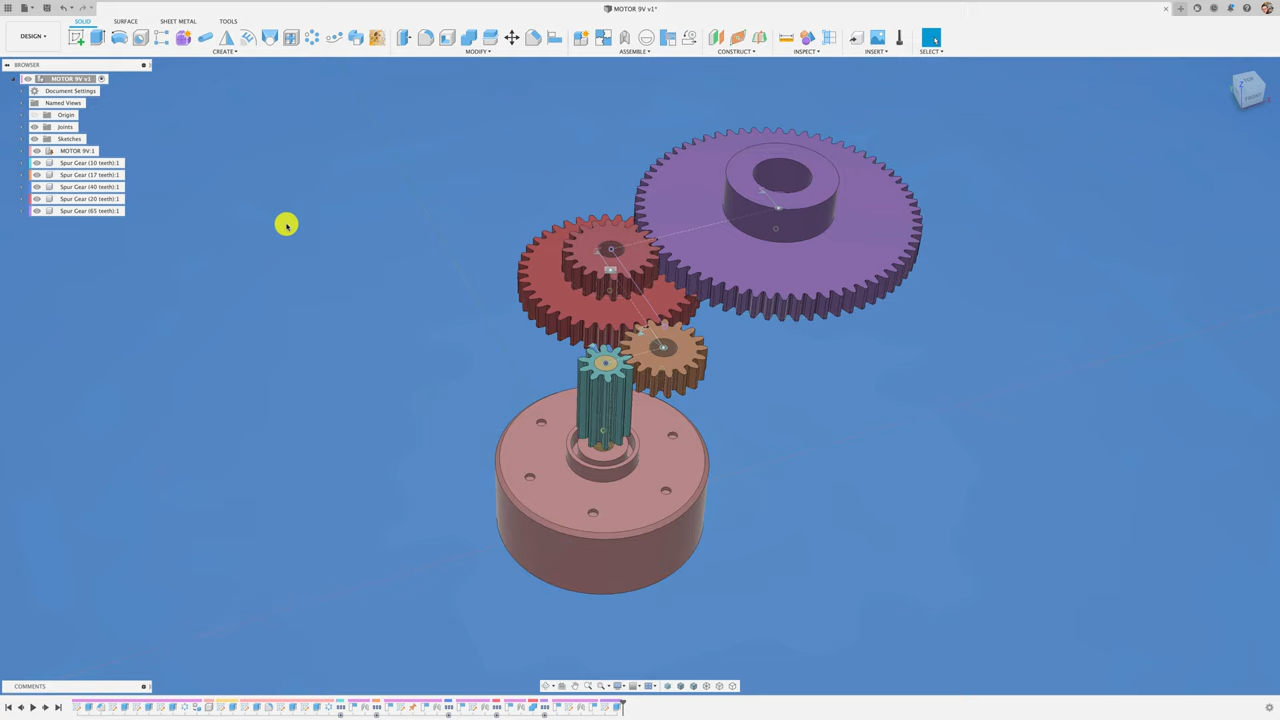 MOTOR 9V v1*
SOLID SURFACE SHEET METAL TOOLS
DESIGN
CREATE MODIFY ASSEMBLE CONSTRUCT INSPECT INSERT SELECT
BROWSER
MOTOR 9V v1
Document Settings
Named Views
Origin
Joints
Sketches
MOTOR 9V:1
Spur Gear (10 teeth):1
Spur Gear (17 teeth):1
Spur Gear (40 teeth):1
Spur Gear (20 teeth):1
Spur Gear (65 teeth):1
TOP
FRONT
Z
COMMENTS